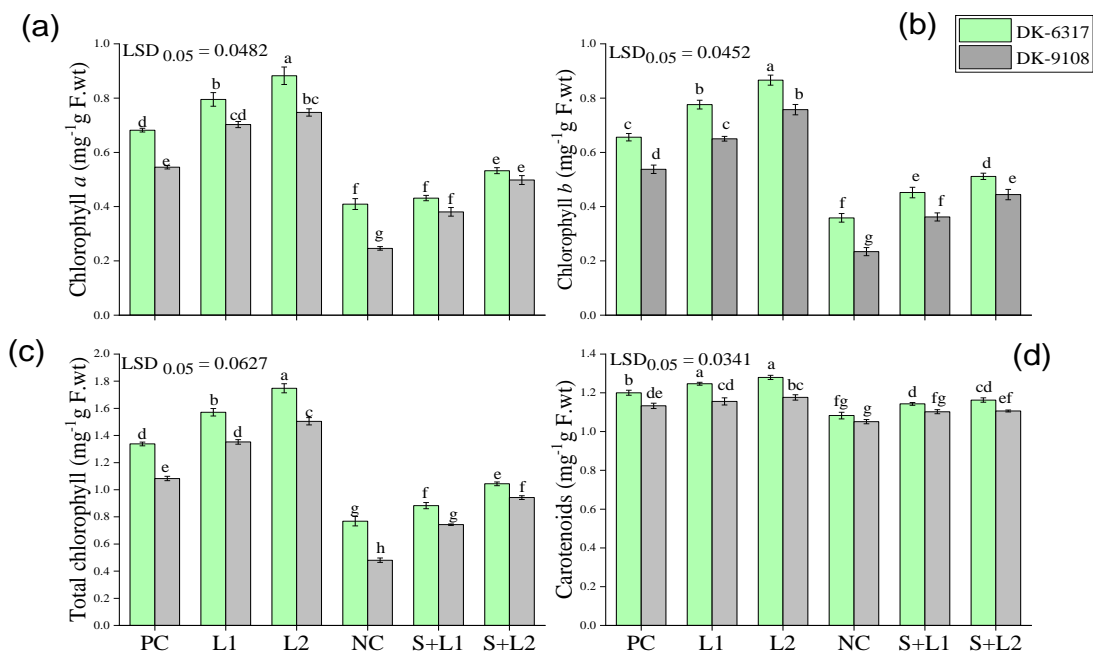 (a)
LSD 0.05 = 0.0482
Chlorophyll a (mg-1g F.wt)
1.0
0.8
0.6
0.4
0.2
0.0
d
e
b
cd
a
bc
f
g
f
f
e
e
(b)
DK-6317
DK-9108
LSD0.05 = 0.0452
Chlorophyll b (mg-1g F.wt)
1.0
0.8
0.6
0.4
0.2
0.0
c
d
b
c
a
b
f
g
e
f
d
e
(c)
LSD 0.05 = 0.0627
Total chlorophyll (mg-1g F.wt)
2.0
1.8
1.6
1.4
1.2
1.0
0.8
0.6
0.4
0.2
0.0
d
e
b
d
a
c
g
h
f
g
e
f
PC L1 L2 NC S+L1 S+L2
(d)
LSD0.05 = 0.0341
Carotenoids (mg-1g F.wt)
1.4
1.2
1.0
0.8
0.6
0.4
0.2
0.0
b
de
a
cd
a
bc
fg
g
d
fg
cd
ef
PC L1 L2 NC S+L1 S+L2